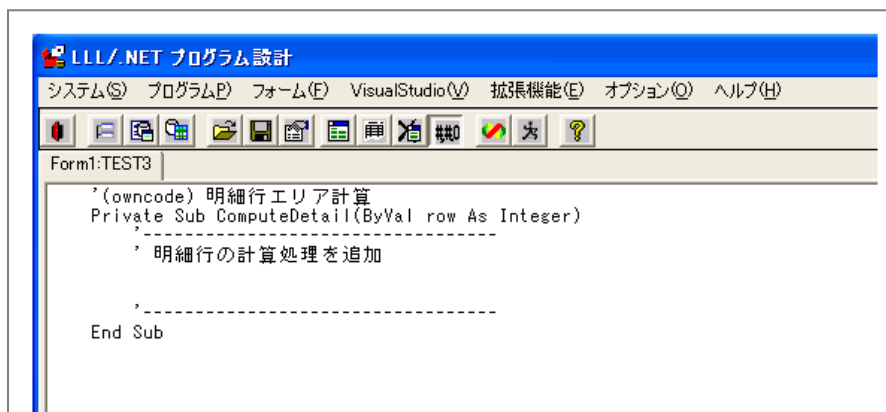 LLL/.NET プログラム設計
システム(S) プログラムP) フォーム(F) VisualStudio(V) 拡張機能(E) オプション(O) ヘルプ(H)
##0
Form1:TEST3
'(owncode) 明細行エリア計算
Private Sub ComputeDetail(ByVal row As Integer)
'----------------------------------
' 明細行の計算処理を追加
'----------------------------------
End Sub